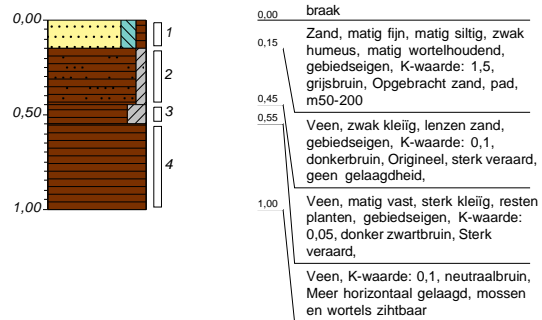 0,00
0,50
1,00
1
2
3
4
0,00
0,15
0,45
0,55
1,00
braak
Zand, matig fijn, matig siltig, zwak
humeus, matig wortelhoudend,
gebiedseigen, K-waarde: 1,5,
grijsbruin, Opgebracht zand, pad,
m50-200
Veen, zwak kleiïg, lenzen zand,
gebiedseigen, K-waarde: 0,1,
donkerbruin, Origineel, sterk veraard,
geen gelaagdheid,
Veen, matig vast, sterk kleiïg, resten
planten, gebiedseigen, K-waarde:
0,05, donker zwartbruin, Sterk
veraard,
Veen, K-waarde: 0,1, neutraalbruin,
Meer horizontaal gelaagd, mossen
en wortels zihtbaar